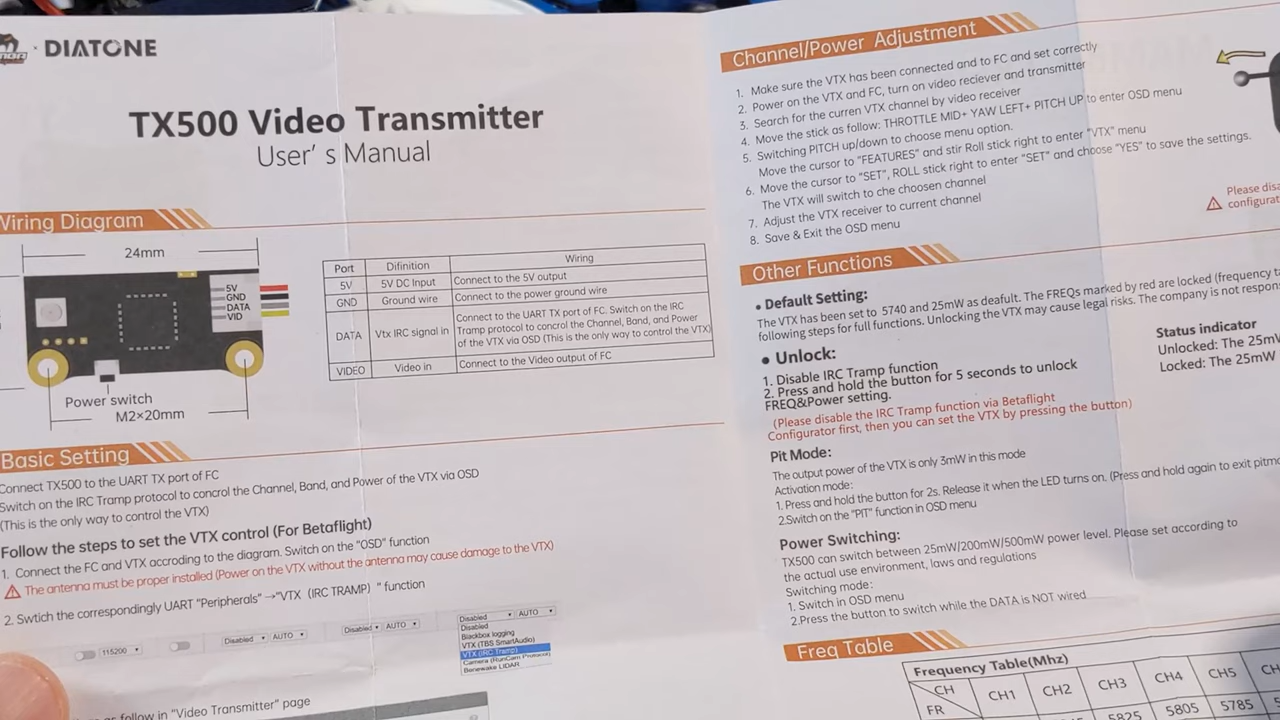 DIATONE
TX500 Video Transmitter
User's Manual
Wiring Diagram
24mm
5V
GND
DATA
VID
Power switch
M2×20mm
Port Difinition Wiring
5V 5V DC Input Connect to the 5V output
GND Ground wire Connect to the power ground wire
DATA Vtx IRC signal in Connect to the UART TX port of FC. Switch on the IRC
Tramp protocol to concrol the Channel, Band, and Power
of the VTX via OSD (This is the only way to control the VTX)
VIDEO Video in Connect to the Video output of FC
Basic Setting
Connect TX500 to the UART TX port of FC
Switch on the IRC Tramp protocol to concrol the Channel, Band, and Power of the VTX via OSD
(This is the only way to control the VTX)
Follow the steps to set the VTX control (For Betaflight)
1. Connect the FC and VTX accroding to the diagram. Switch on the "OSD" function
The antenna must be proper installed (Power on the VTX without the antenna may cause damage to the VTX)
2. Swtich the correspondingly UART "Peripherals" →"VTX (IRC TRAMP) " function
115200 Disabled AUTO Disabled AUTO Disabled AUTO
Disabled
Blackbox logging
VTX (TBS SmartAudio)
VTX (IRC Tramp)
Camera (RunCam Protocol)
Benewake LIDAR
or follow in "Video Transmitter" page
Channel/Power Adjustment
1. Make sure the VTX has been connected and to FC and set correctly
2. Power on the VTX and FC, turn on video reciever and transmitter
3. Search for the curren VTX channel by video receiver
4. Move the stick as follow: THROTTLE MID+ YAW LEFT+ PITCH UP to enter OSD menu
5. Switching PITCH up/down to choose menu option.
Move the cursor to "FEATURES" and stir Roll stick right to enter "VTX" menu
6. Move the cursor to "SET", ROLL stick right to enter "SET" and choose "YES" to save the settings.
The VTX will switch to che choosen channel
7. Adjust the VTX receiver to current channel
8. Save & Exit the OSD menu
Please disa
configurat
Other Functions
• Default Setting:
The VTX has been set to 5740 and 25mW as deafult. The FREQs marked by red are locked (frequency ta
following steps for full functions. Unlocking the VTX may cause legal risks. The company is not respon
• Unlock:
1. Disable IRC Tramp function
2. Press and hold the button for 5 seconds to unlock
FREQ&Power setting.
(Please disable the IRC Tramp function via Betaflight
Configurator first, then you can set the VTX by pressing the button)
Status indicator
Unlocked: The 25mW
Locked: The 25mW
Pit Mode:
The output power of the VTX is only 3mW in this mode
Activation mode:
1. Press and hold the button for 2s. Release it when the LED turns on. (Press and hold again to exit pitmo
2.Switch on the "PIT" function in OSD menu
Power Switching:
TX500 can switch between 25mW/200mW/500mW power level. Please set according to
the actual use environment, laws and regulations
Switching mode:
1. Switch in OSD menu
2.Press the button to switch while the DATA is NOT wired
Freq Table
Frequency Table(Mhz)
CH CH1 CH2 CH3 CH4 CH5 CH
FR 5825 5805 5785